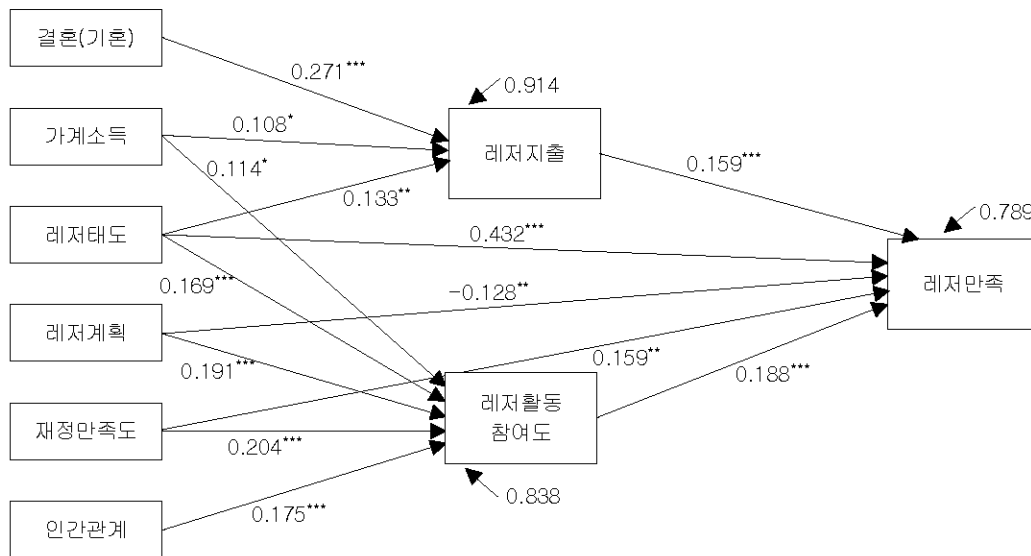 결혼(기혼)
0.271***
0.914
가계소득
0.108*
레저지출
0.159***
0.114*
0.133**
0.789
레저태도
0.432***
레저만족
0.169***
-0.128**
레저계획
0.159**
0.191***
0.188***
레저활동
참여도
재정만족도
0.204***
0.838
0.175***
인간관계